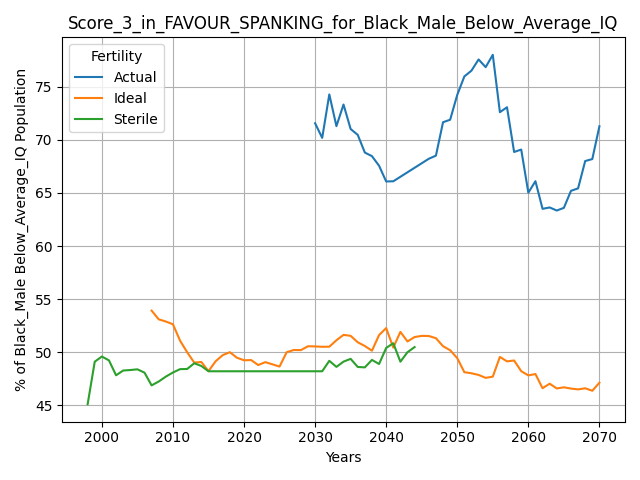 Score_3_in_FAVOUR_SPANKING_for_Black_Male_Below_Average_IQ
% of Black_Male Below_Average_IQ Population
Fertility
Actual
Ideal
Sterile
75
70
65
60
55
50
45
2000 2010 2020 2030 2040 2050 2060 2070
Years